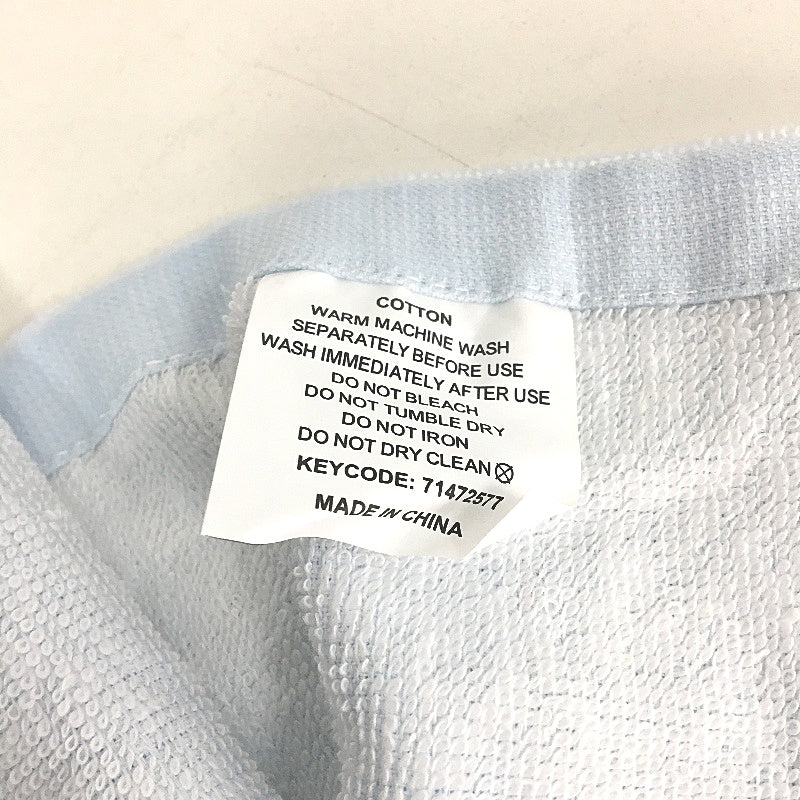 COTTON
WARM MACHINE WASH
SEPARATELY BEFORE USE
WASH IMMEDIATELY AFTER USE
DO NOT BLEACH
DO NOT TUMBLE DRY
DO NOT IRON
DO NOT DRY CLEAN
KEYCODE: 71472577
MADE IN CHINA